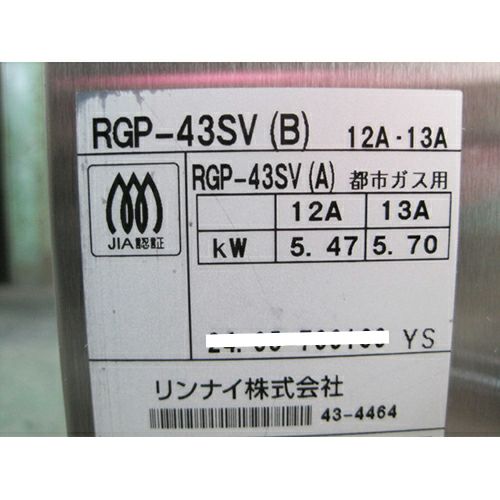 RGP-43SV (B) 12A-13A
RGP-43SV (A) 都市ガス用
12A 13A
kW 5.47 5.70
JIA認証
YS
リンナイ株式会社
43-4464